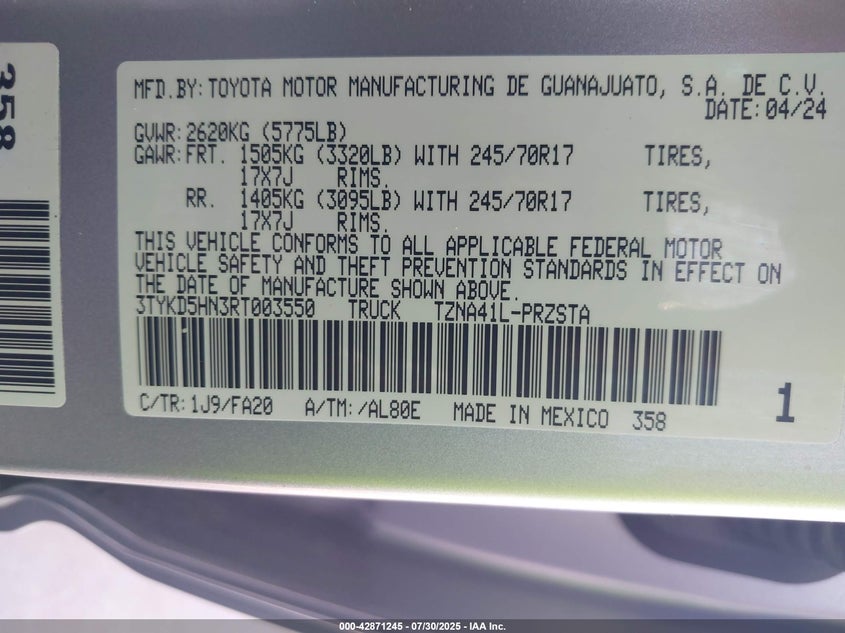 358
MFD.BY:TOYOTA MOTOR MANUFACTURING DE GUANAJUATO, S.A. DE C.V.
DATE:04/24
GVWR:2620KG (5775LB)
GAWR:FRT. 1505KG (3320LB) WITH 245/70R17 TIRES,
17X7J RIMS.
RR. 1405KG (3095LB) WITH 245/70R17 TIRES,
17X7J RIMS.
THIS VEHICLE CONFORMS TO ALL APPLICABLE FEDERAL MOTOR
VEHICLE SAFETY AND THEFT PREVENTION STANDARDS IN EFFECT ON
THE DATE OF MANUFACTURE SHOWN ABOVE.
3TYKD5HN3RT003550 TRUCK TZNA41L-PRZSTA
C/TR:1J9/FA20 A/TM:/AL80E MADE IN MEXICO 358
1
000-42871245 - 07/30/2025 - IAA Inc.